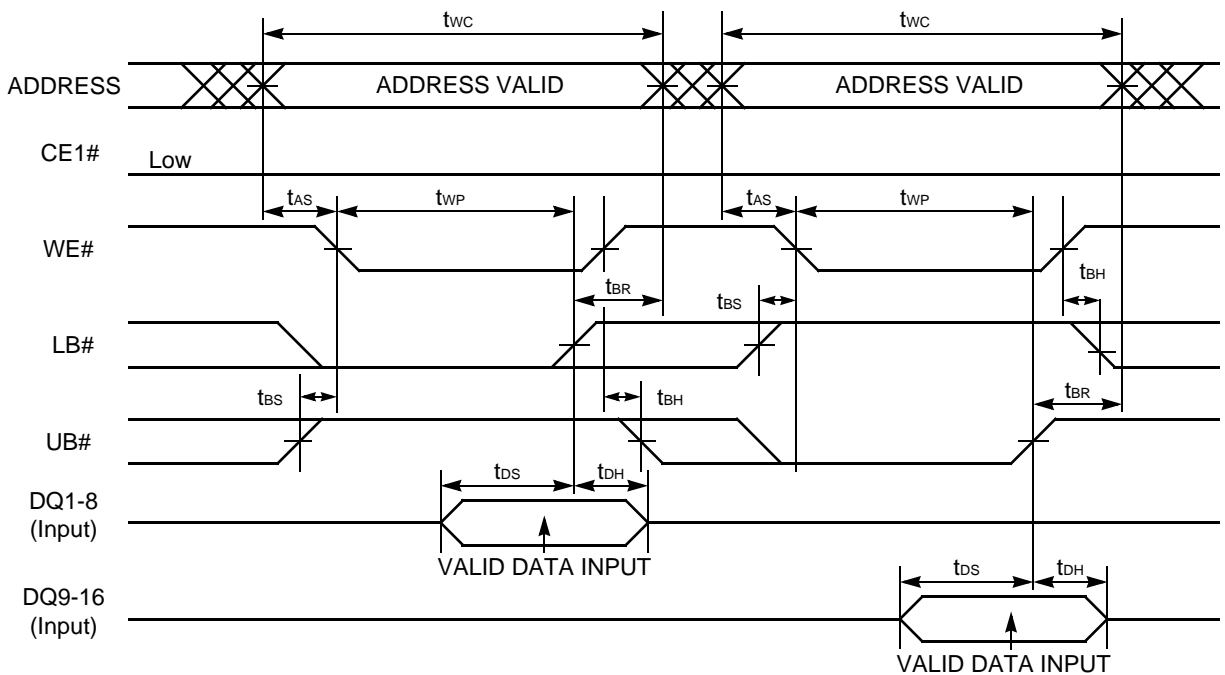 tWC tWC
ADDRESS ADDRESS VALID ADDRESS VALID
CE1# Low
tAS tWP tAS tWP
WE#
tBR tBS tBH
LB#
tBS tBH tBR
UB#
tDS tDH
DQ1-8
(Input)
VALID DATA INPUT
tDS tDH
DQ9-16
(Input)
VALID DATA INPUT